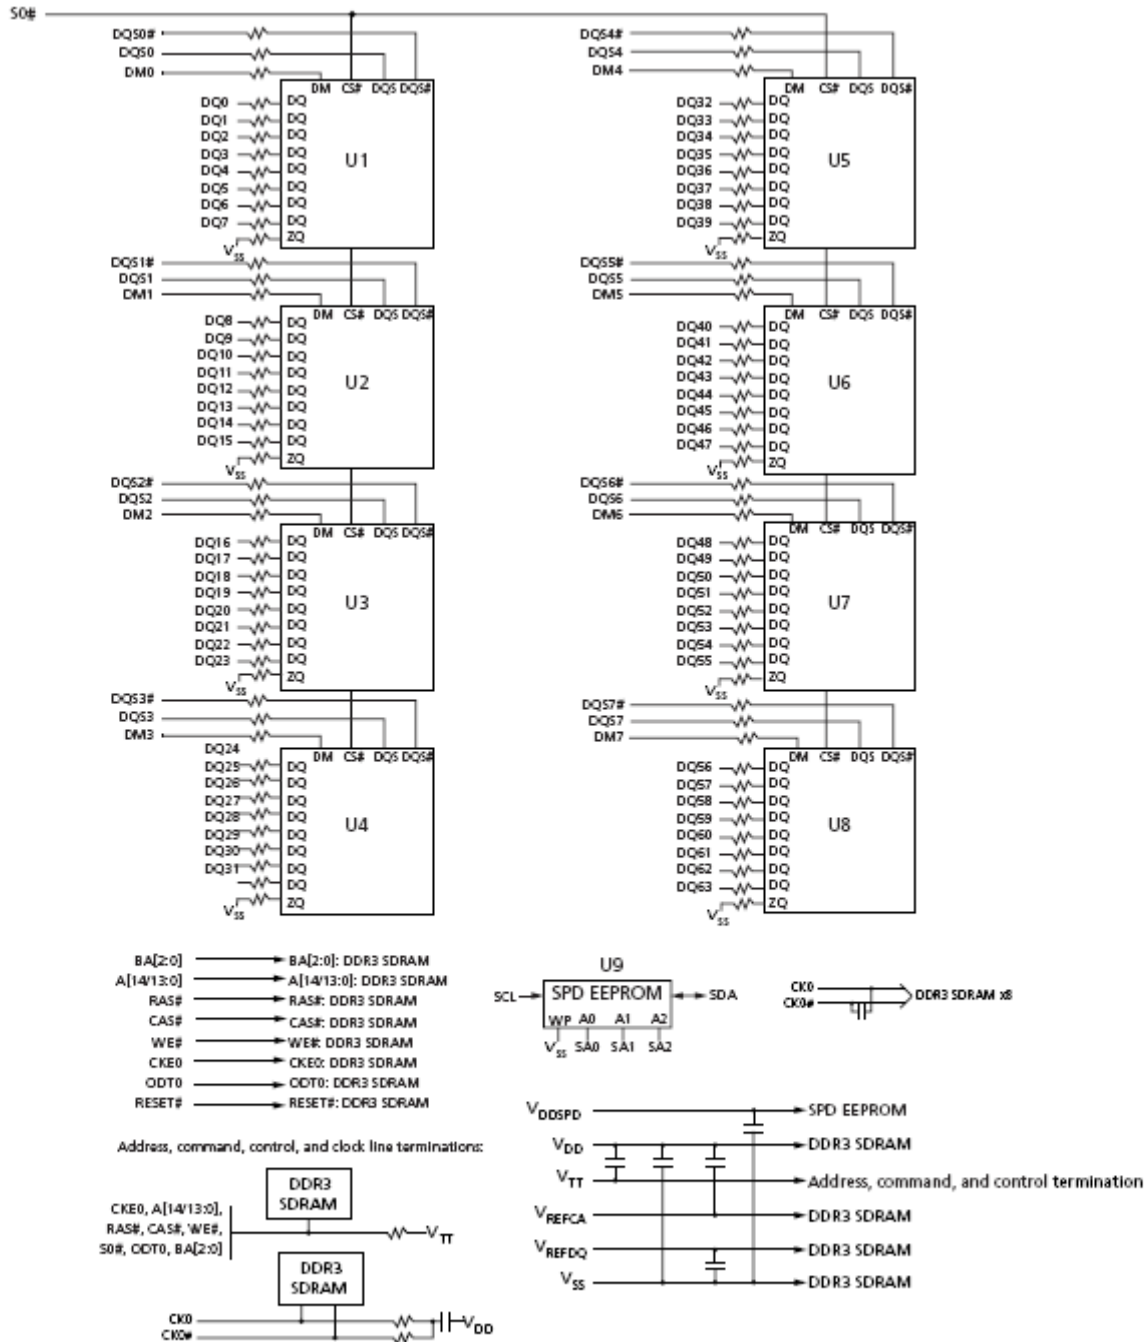 S0#
DQS0#
DQS0
DM0
DM CS# DQS DQS#
DQ0 DQ
DQ1 DQ
DQ2 DQ
DQ3 DQ
DQ4 DQ
DQ5 DQ
DQ6 DQ
DQ7 DQ
VSS ZQ
U1
DQS1#
DQS1
DM1
DM CS# DQS DQS#
DQ8 DQ
DQ9 DQ
DQ10 DQ
DQ11 DQ
DQ12 DQ
DQ13 DQ
DQ14 DQ
DQ15 DQ
VSS ZQ
U2
DQS2#
DQS2
DM2
DM CS# DQS DQS#
DQ16 DQ
DQ17 DQ
DQ18 DQ
DQ19 DQ
DQ20 DQ
DQ21 DQ
DQ22 DQ
DQ23 DQ
VSS ZQ
U3
DQS3#
DQS3
DM3
DM CS# DQS DQS#
DQ24
DQ25 DQ
DQ26 DQ
DQ27 DQ
DQ28 DQ
DQ29 DQ
DQ30 DQ
DQ31 DQ
DQ
VSS ZQ
U4
DQS4#
DQS4
DM4
DM CS# DQS DQS#
DQ32 DQ
DQ33 DQ
DQ34 DQ
DQ35 DQ
DQ36 DQ
DQ37 DQ
DQ38 DQ
DQ39 DQ
VSS ZQ
U5
DQS5#
DQS5
DM5
DM CS# DQS DQS#
DQ40 DQ
DQ41 DQ
DQ42 DQ
DQ43 DQ
DQ44 DQ
DQ45 DQ
DQ46 DQ
DQ47 DQ
VSS ZQ
U6
DQS6#
DQS6
DM6
DM CS# DQS DQS#
DQ48 DQ
DQ49 DQ
DQ50 DQ
DQ51 DQ
DQ52 DQ
DQ53 DQ
DQ54 DQ
DQ55 DQ
VSS ZQ
U7
DQS7#
DQS7
DM7
DM CS# DQS DQS#
DQ56 DQ
DQ57 DQ
DQ58 DQ
DQ59 DQ
DQ60 DQ
DQ61 DQ
DQ62 DQ
DQ63 DQ
VSS ZQ
U8
BA[2:0] BA[2:0]: DDR3 SDRAM
A[14/13:0] A[14/13:0]: DDR3 SDRAM
RAS# RAS#: DDR3 SDRAM
CAS# CAS#: DDR3 SDRAM
WE# WE#: DDR3 SDRAM
CKE0 CKE0: DDR3 SDRAM
ODT0 ODT0: DDR3 SDRAM
RESET# RESET#: DDR3 SDRAM
U9
SCL SPD EEPROM SDA
WP A0 A1 A2
VSS SA0 SA1 SA2
CK0
CK0#
DDR3 SDRAM x8
Address, command, control, and clock line terminations:
DDR3
SDRAM
CKE0, A[14/13:0],
RAS#, CAS#, WE#,
S0#, ODT0, BA[2:0]
VTT
DDR3
SDRAM
CK0
CK0#
VDD
VDDSPD SPD EEPROM
VDD DDR3 SDRAM
VTT Address, command, and control termination
VREFCA DDR3 SDRAM
VREFDQ DDR3 SDRAM
VSS DDR3 SDRAM